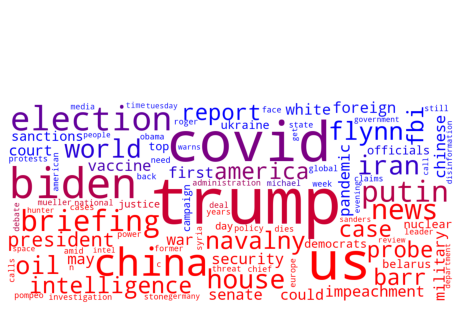 media time tuesday
election roger report face white foreign
sanctions people obama ukraine state flynn fbi still
court world top covid get government chinese
protests american vaccine need warns global officials call disinformation
biden back first america pandemic iran claims
mueller national justice campaign administration michael week evening putin
hunter cases power trump deal sanders news nuclear
debate briefing years case leader
president war day policy dies review
space amid intel former syria navalny democrats probe military
oil may china security us belarus department
calls n c threat chief europe barr
intelligence house could impeachment
pompeo investigation stone germany senate